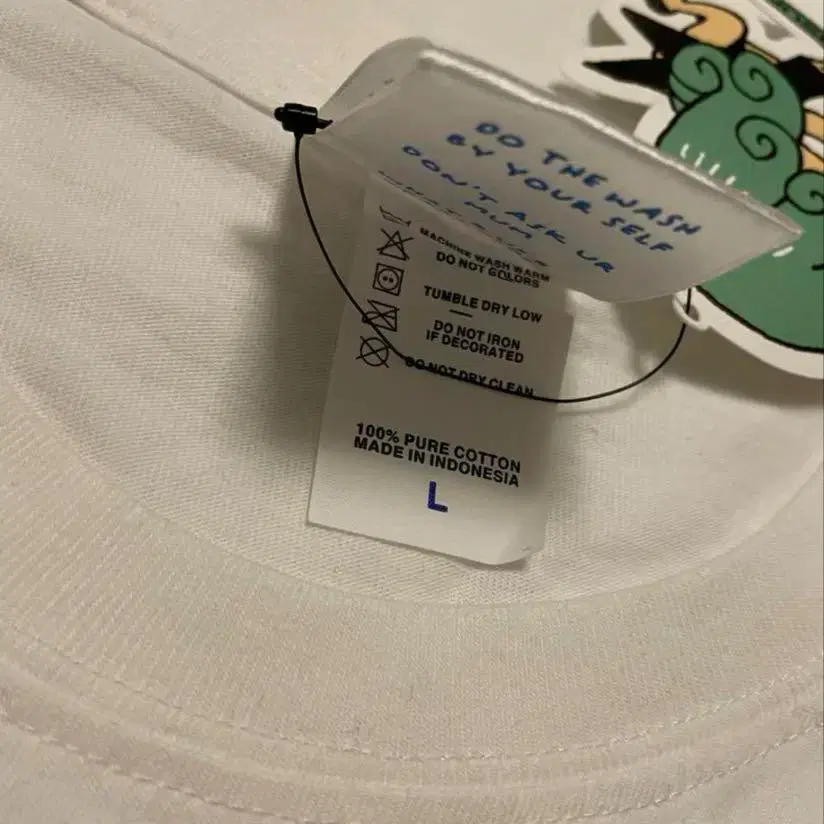 DO THE WASH
BY YOUR SELF
DON'T ASK UR
MUM
MACHINE WASH WARM
DO NOT
TUMBLE DRY LOW
DO NOT IRON
IF DECORATED
DO NOT DRY CLEAN
100% PURE COTTON
MADE IN INDONESIA
L